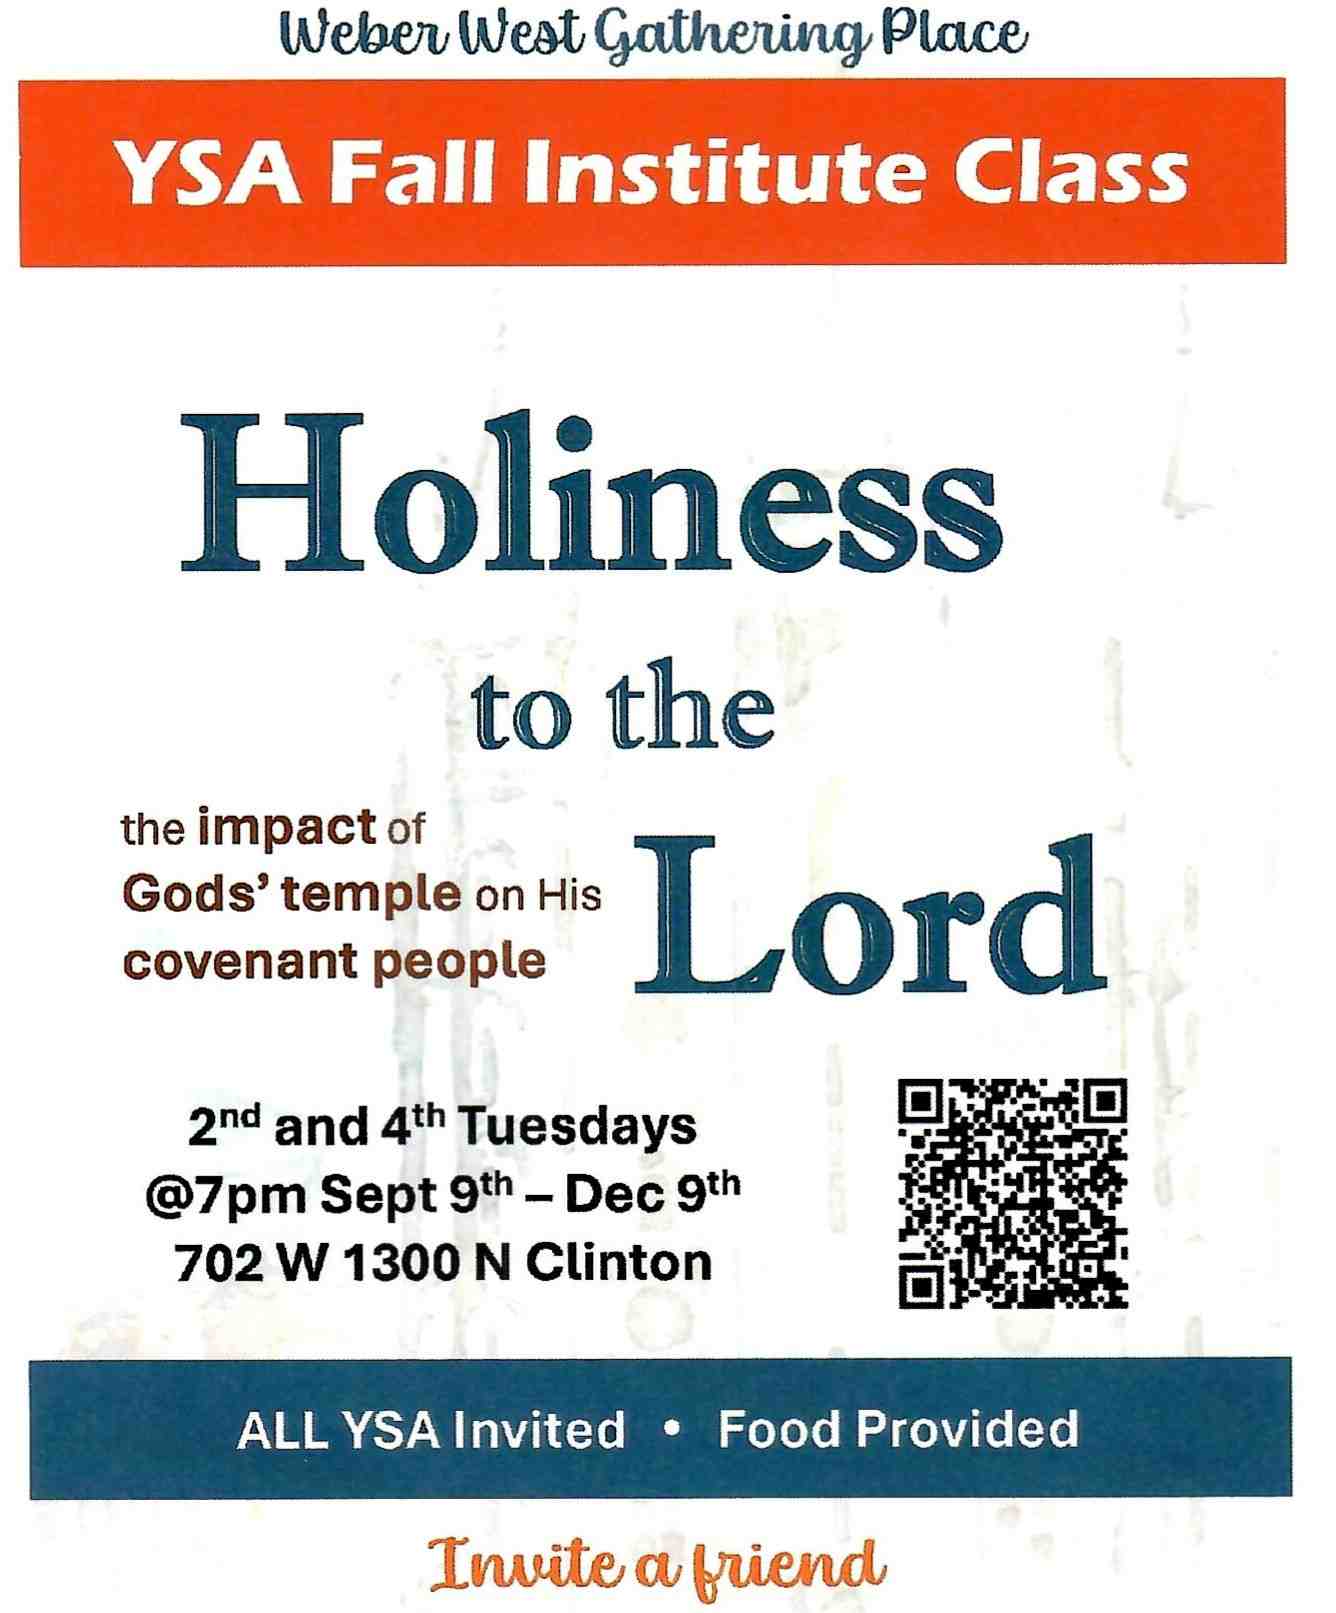 Weber West Gathering Place
YSA Fall Institute Class
Holiness
to the
Lord
the impact of
Gods' temple on His
covenant people
2nd and 4th Tuesdays
@7pm Sept 9th – Dec 9th
702 W 1300 N Clinton
ALL YSA Invited • Food Provided
Invite a friend